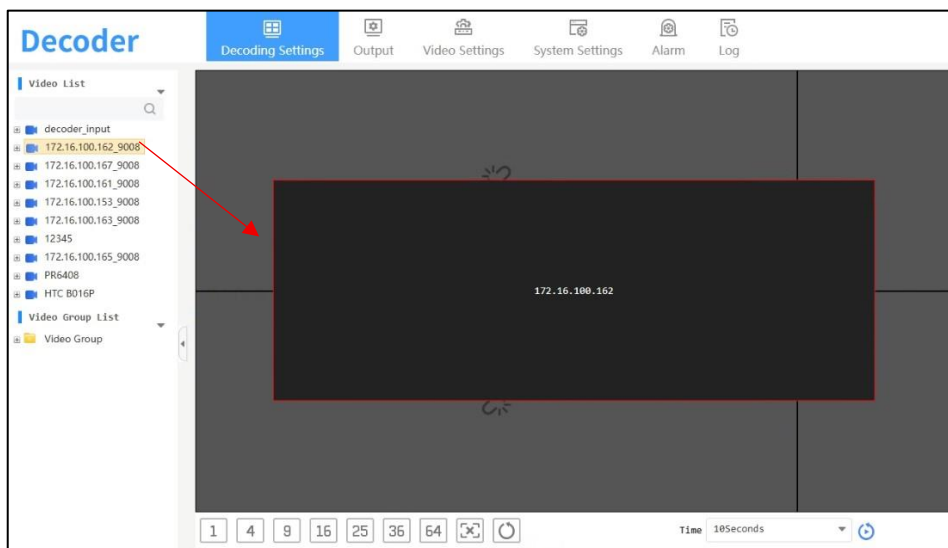 Decoder
Decoding Settings
Output
Video Settings
System Settings
Alarm
Log
Video List
decoder_input
172.16.100.162_9008
172.16.100.167_9008
172.16.100.161_9008
172.16.100.153_9008
172.16.100.163_9008
12345
172.16.100.165_9008
PR6408
HTC B016P
Video Group List
Video Group
172.16.100.162
1 4 9 16 25 36 64
Time 10Seconds